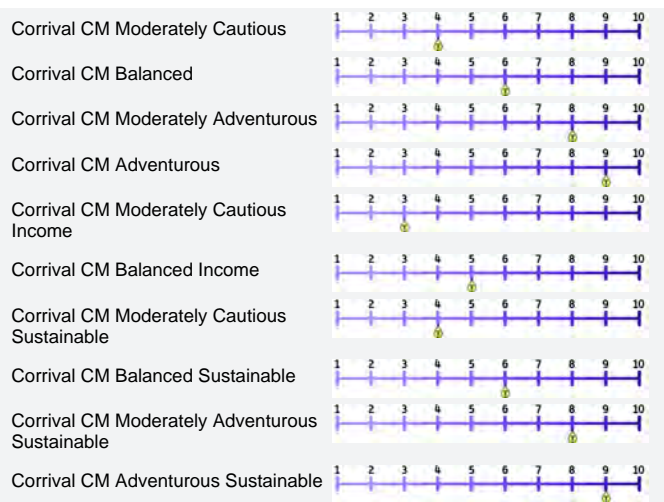 Corrival CM Moderately Cautious
1 2 3 4 5 6 7 8 9 10
Corrival CM Balanced
1 2 3 4 5 6 7 8 9 10
Corrival CM Moderately Adventurous
1 2 3 4 5 6 7 8 9 10
Corrival CM Adventurous
1 2 3 4 5 6 7 8 9 10
Corrival CM Moderately Cautious
Income
1 2 3 4 5 6 7 8 9 10
Corrival CM Balanced Income
1 2 3 4 5 6 7 8 9 10
Corrival CM Moderately Cautious
Sustainable
1 2 3 4 5 6 7 8 9 10
Corrival CM Balanced Sustainable
1 2 3 4 5 6 7 8 9 10
Corrival CM Moderately Adventurous
Sustainable
1 2 3 4 5 6 7 8 9 10
Corrival CM Adventurous Sustainable
1 2 3 4 5 6 7 8 9 10